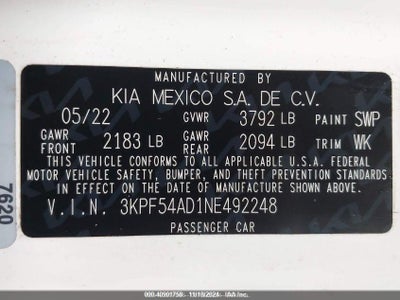 MANUFACTURED BY
KIA MEXICO S.A. DE C.V.
05/22 GVWR 3792 LB PAINT SWP
GAWR FRONT 2183 LB GAWR REAR 2094 LB TRIM WK
THIS VEHICLE CONFORMS TO ALL APPLICABLE U.S.A. FEDERAL
MOTOR VEHICLE SAFETY, BUMPER, AND THEFT PREVENTION STANDARDS
IN EFFECT ON THE DATE OF MANUFACTURE SHOWN ABOVE.
V.I.N. 3KPF54AD1NE492248
PASSENGER CAR
7620